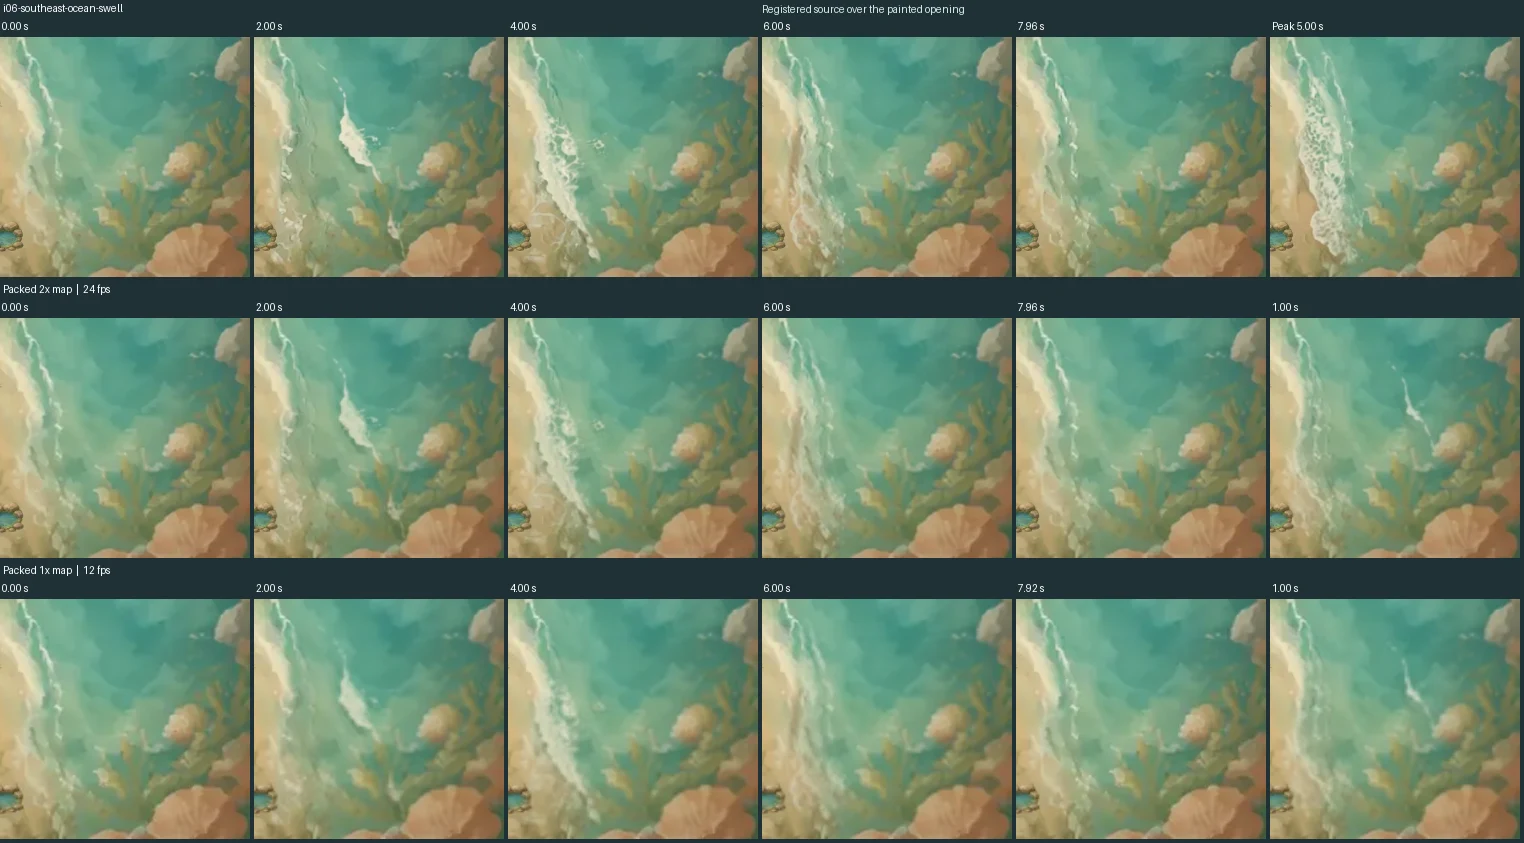 i06-southeast-ocean-swell
Registered source over the painted opening
0.00 s
2.00 s
4.00 s
6.00 s
7.96 s
Peak 5.00 s
Packed 2x map | 24 fps
0.00 s
2.00 s
4.00 s
6.00 s
7.96 s
1.00 s
Packed 1x map | 12 fps
0.00 s
2.00 s
4.00 s
6.00 s
7.92 s
1.00 s